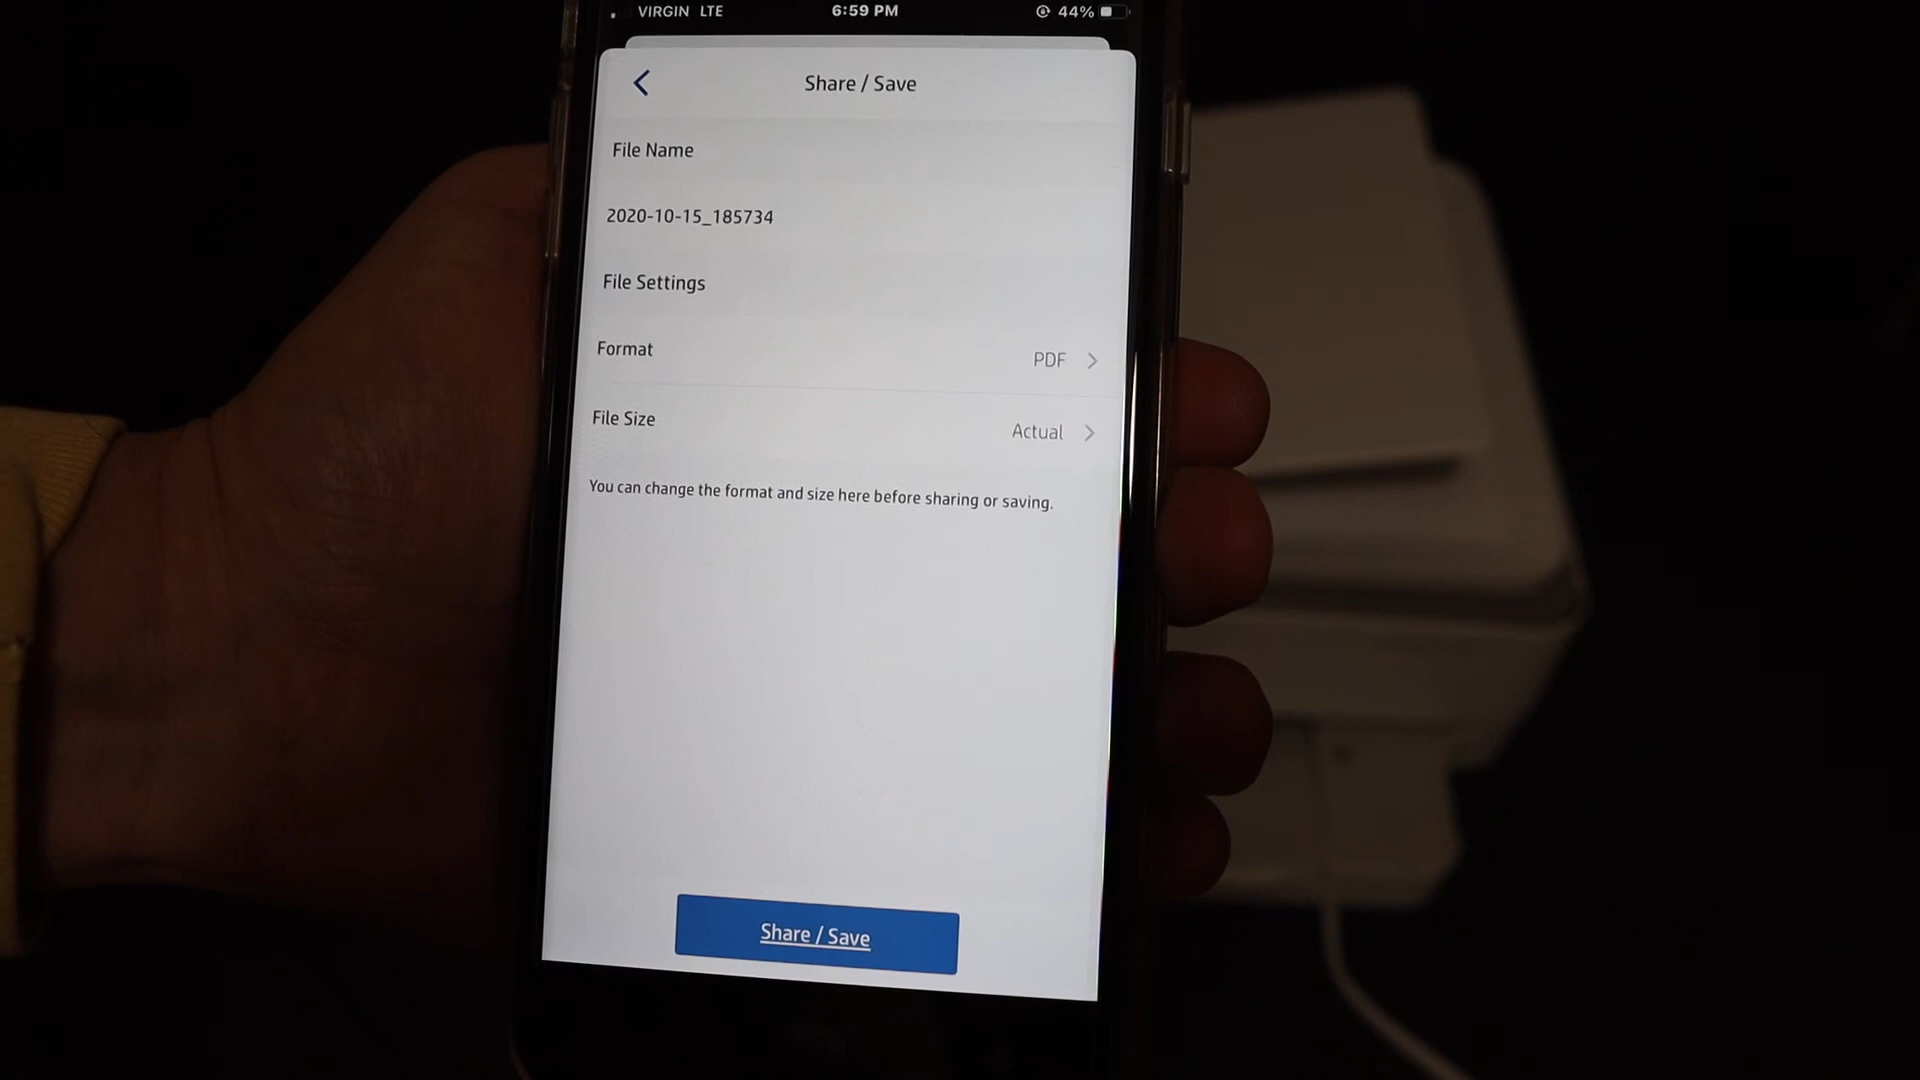 VIRGIN LTE 6:59 PM 44%
Share / Save
File Name
2020-10-15_185734
File Settings
Format PDF
File Size Actual
You can change the format and size here before sharing or saving.
Share / Save